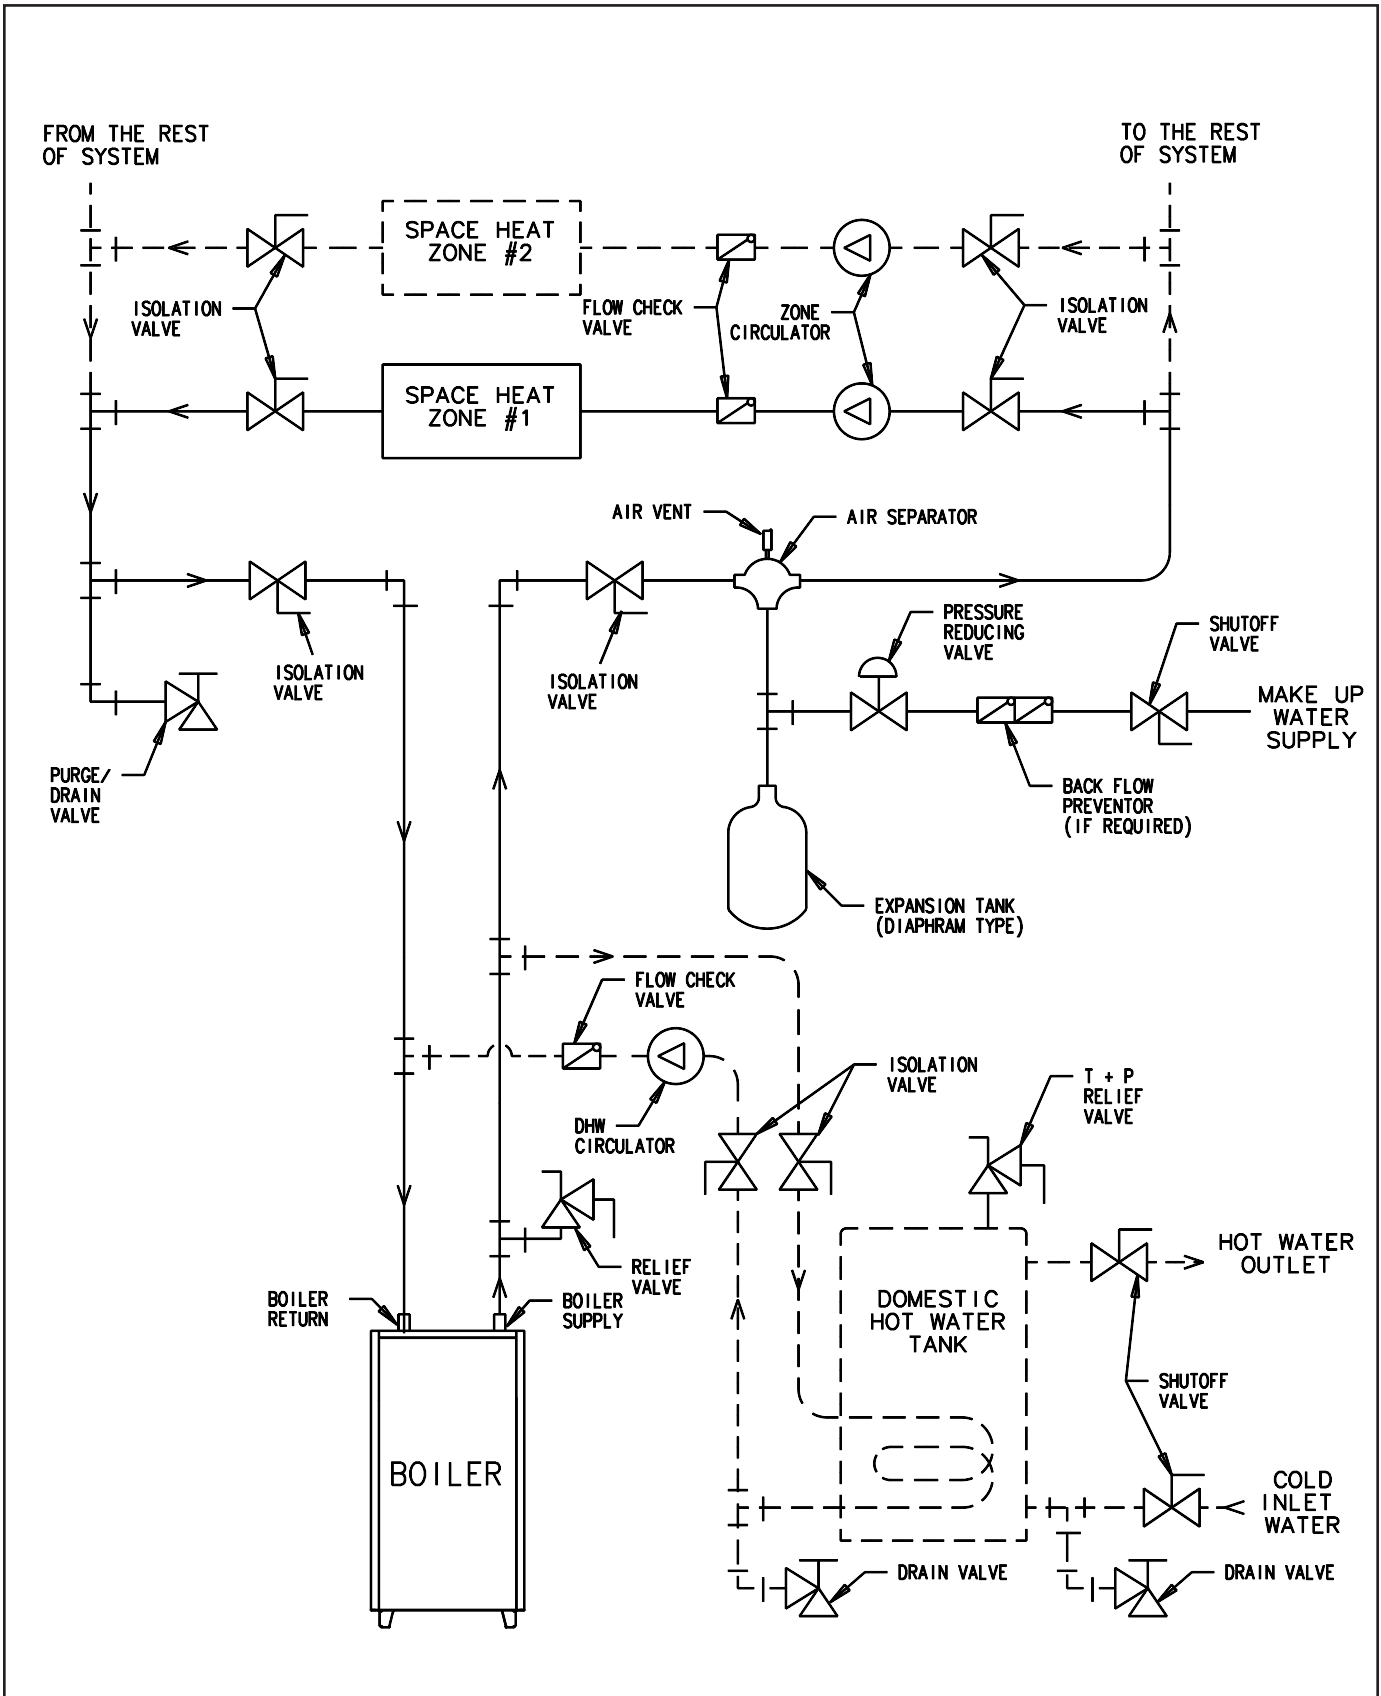 FROM THE REST
OF SYSTEM
TO THE REST
OF SYSTEM
SPACE HEAT
ZONE #2
ISOLATION
VALVE
FLOW CHECK
VALVE
ZONE
CIRCULATOR
ISOLATION
VALVE
SPACE HEAT
ZONE #1
AIR VENT
AIR SEPARATOR
PRESSURE
REDUCING
VALVE
SHUTOFF
VALVE
ISOLATION
VALVE
ISOLATION
VALVE
MAKE UP
WATER
SUPPLY
PURGE/
DRAIN
VALVE
BACK FLOW
PREVENTOR
(IF REQUIRED)
EXPANSION TANK
(DIAPHRAM TYPE)
FLOW CHECK
VALVE
ISOLATION
VALVE
T + P
RELIEF
VALVE
DHW
CIRCULATOR
RELIEF
VALVE
HOT WATER
OUTLET
BOILER
RETURN
BOILER
SUPPLY
DOMESTIC
HOT WATER
TANK
SHUTOFF
VALVE
BOILER
COLD
INLET
WATER
DRAIN VALVE
DRAIN VALVE